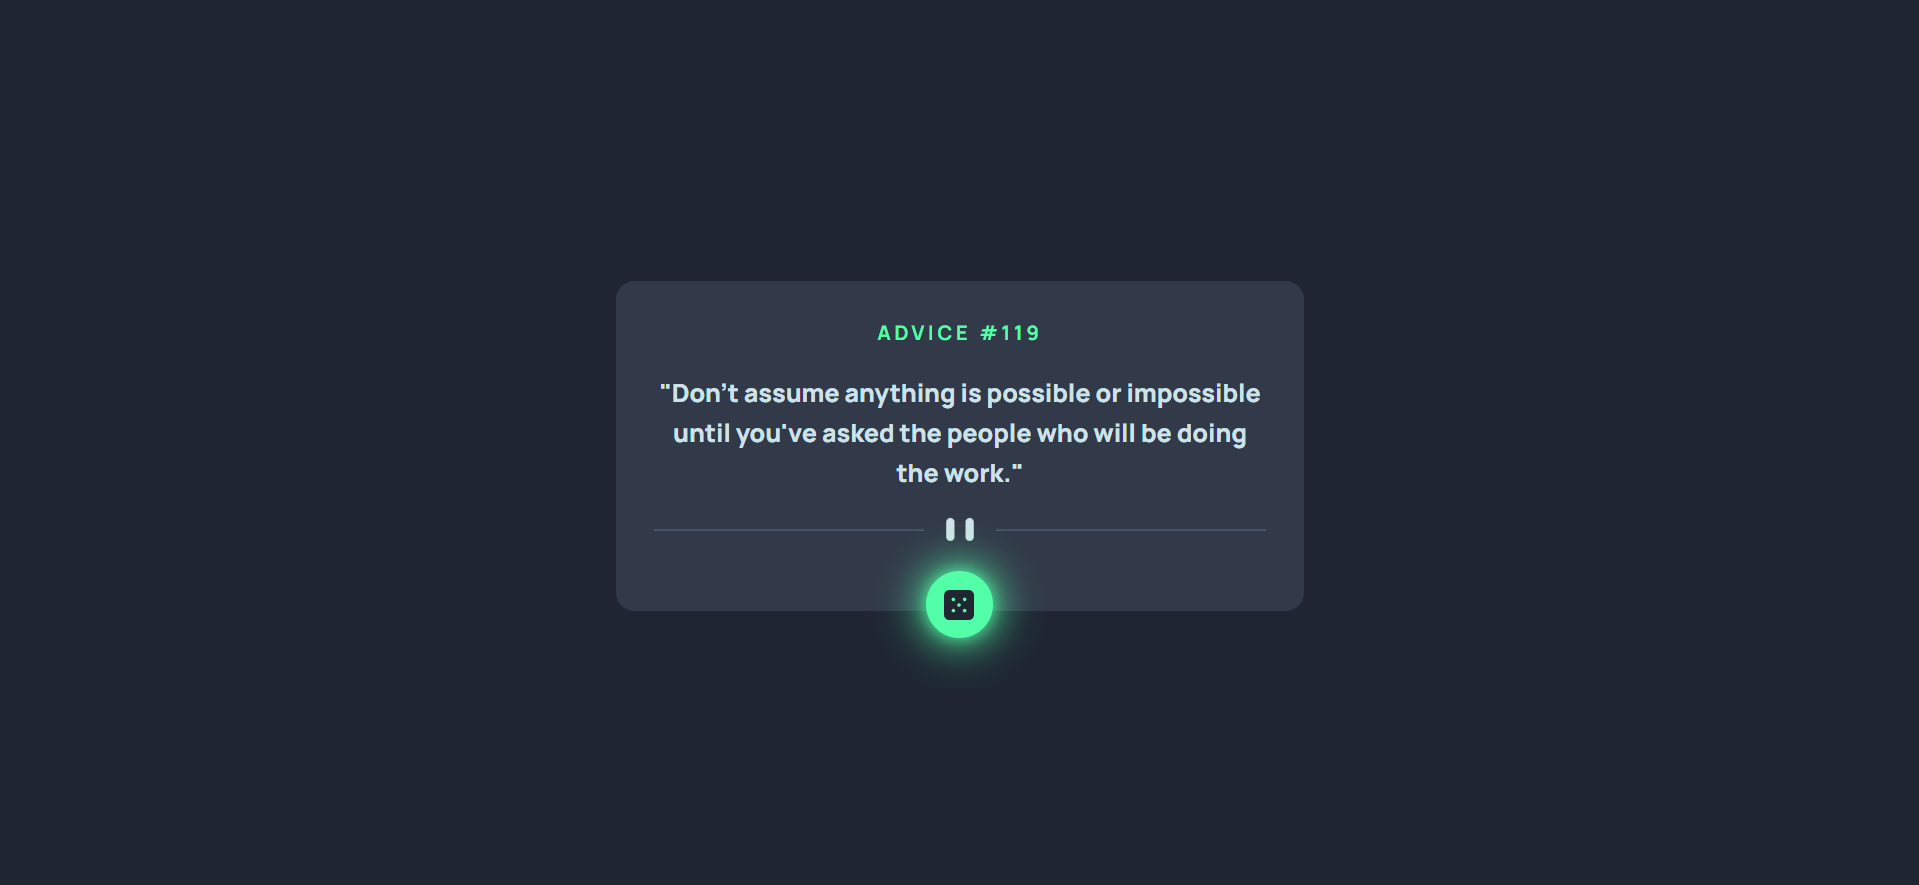 ADVICE #119
"Don't assume anything is possible or impossible
until you've asked the people who will be doing
the work."